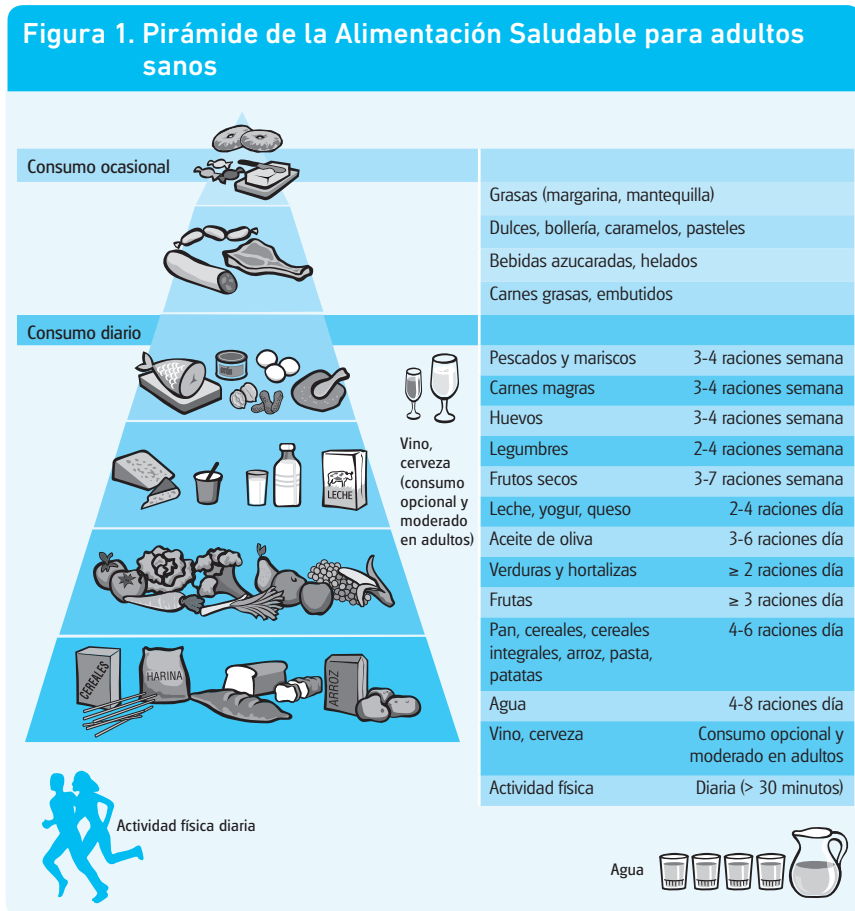 Figura 1. Pirámide de la Alimentación Saludable para adultos
sanos
Consumo ocasional
Grasas (margarina, mantequilla)
Dulces, bollería, caramelos, pasteles
Bebidas azucaradas, helados
Carnes grasas, embutidos
Consumo diario
Pescados y mariscos 3-4 raciones semana
Carnes magras 3-4 raciones semana
Huevos 3-4 raciones semana
Legumbres 2-4 raciones semana
Frutos secos 3-7 raciones semana
Leche, yogur, queso 2-4 raciones día
Aceite de oliva 3-6 raciones día
Verduras y hortalizas ≥ 2 raciones día
Frutas ≥ 3 raciones día
Pan, cereales, cereales 4-6 raciones día
integrales, arroz, pasta,
patatas
Agua 4-8 raciones día
Vino, cerveza Consumo opcional y
moderado en adultos
Actividad física Diaria (> 30 minutos)
Vino,
cerveza
(consumo
opcional y
moderado
en adultos)
LECHE
CEREALES
HARINA
ARROZ
Actividad física diaria
Agua